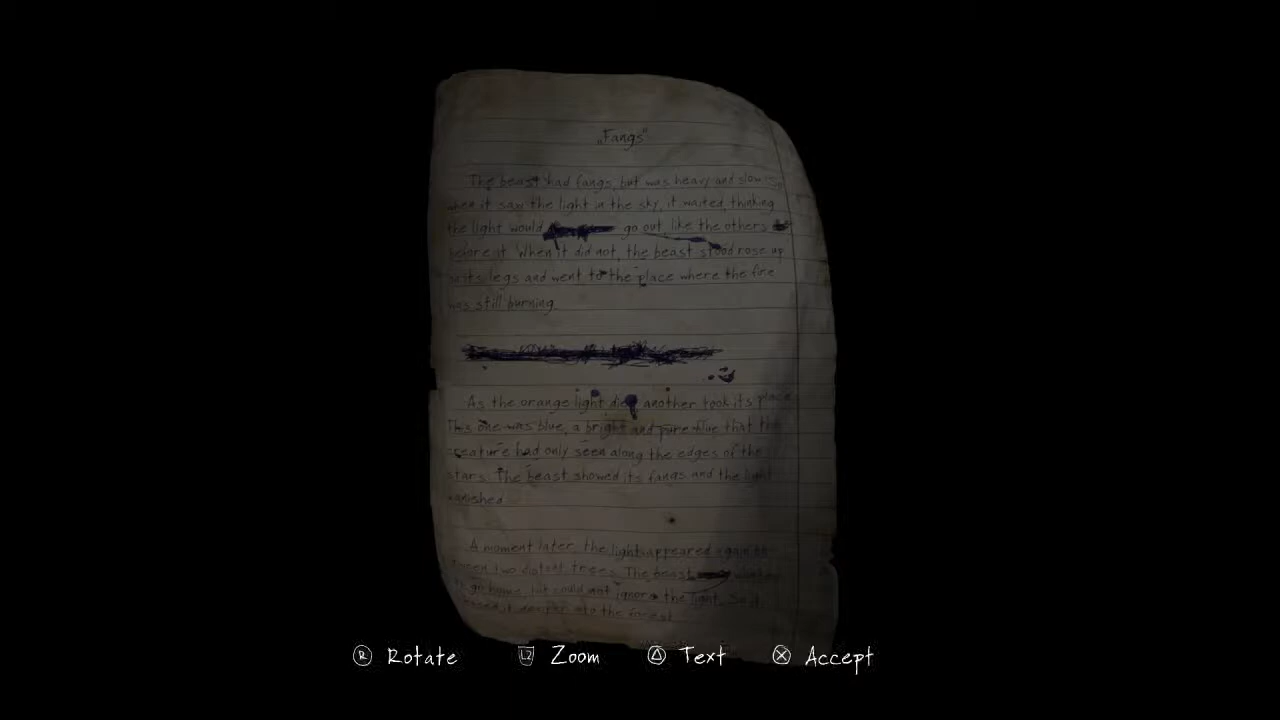 „Fangs"
The beast had fangs, but was heavy and slow. So,
when it saw the light in the sky, it waited, thinking
the light would go out, like the others
before it. When it did not, the beast stood rose up
on its legs and went to the place where the fire
was still burning.
As the orange light died another took its place.
This one was blue, a bright and pure blue that the
creature had only seen along the edges of the
stars. The beast showed its fangs and the light
vanished.
A moment later, the light appeared again be-
tween two distant trees. The beast wanted
to go home, but could not ignore the light. So it
deeper into the forest
R Rotate L2 Zoom Text Accept